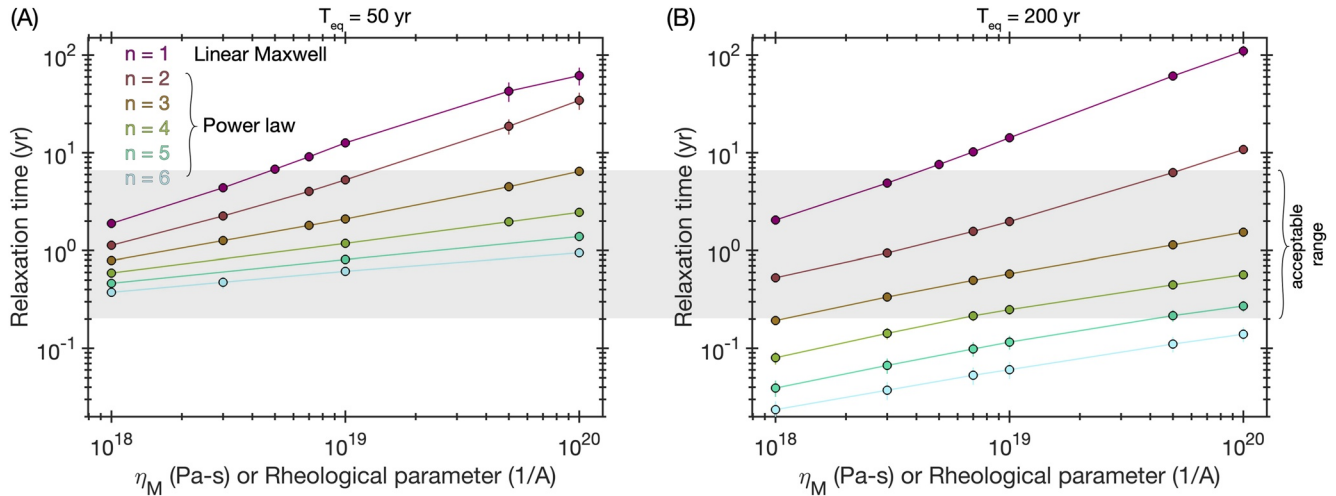 (A)
T_eq = 50 yr
n = 1 Linear Maxwell
n = 2
n = 3
n = 4
n = 5
n = 6
Power law
Relaxation time (yr)
10^2
10^1
10^0
10^-1
10^18
10^19
10^20
η_M (Pa-s) or Rheological parameter (1/A)
(B)
T_eq = 200 yr
Relaxation time (yr)
10^2
10^1
10^0
10^-1
10^18
10^19
10^20
η_M (Pa-s) or Rheological parameter (1/A)
acceptable
range